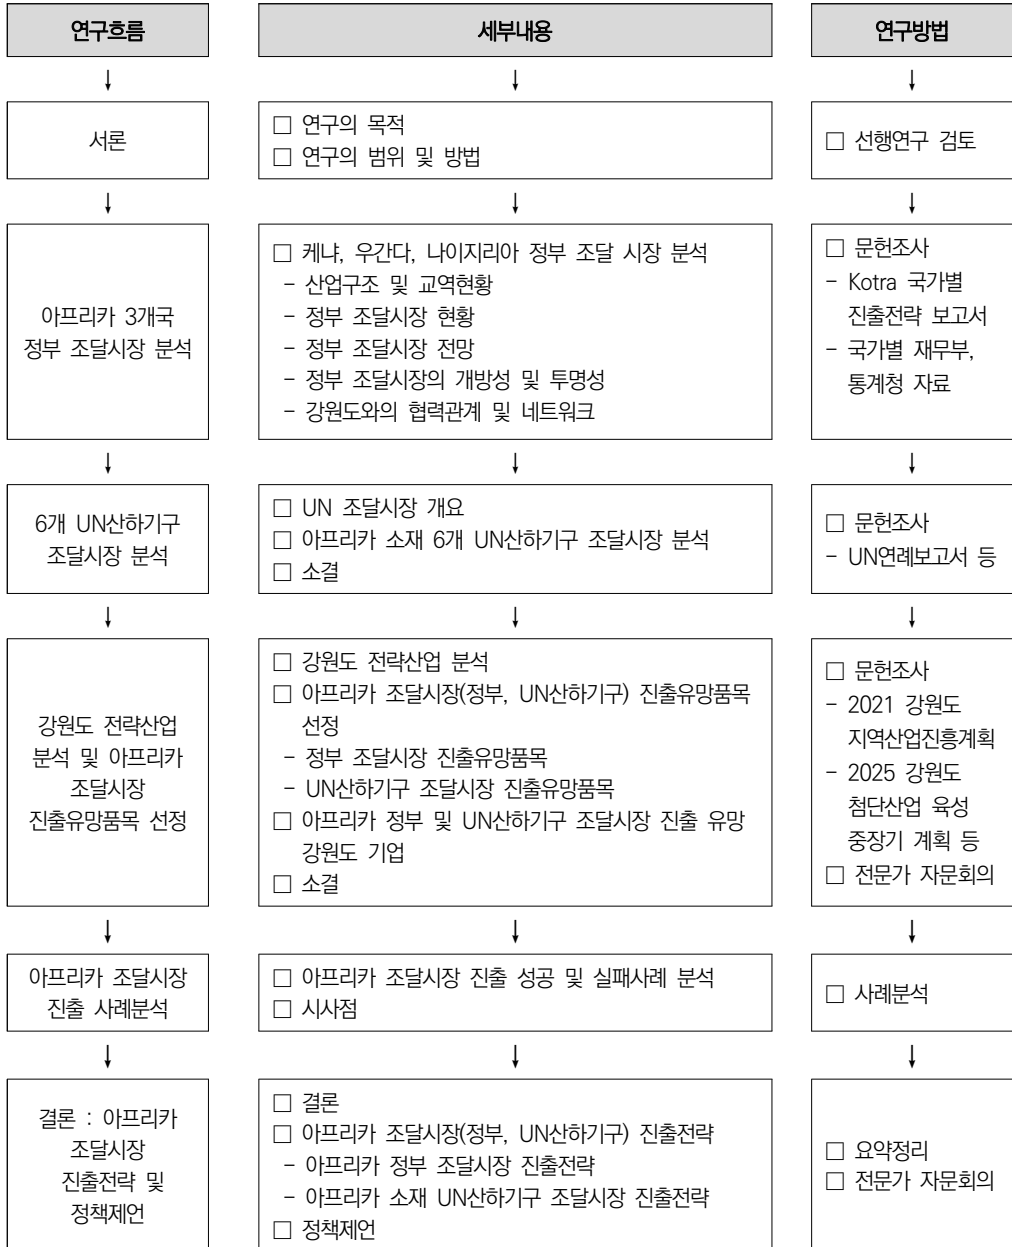 연구흐름
세부내용
연구방법
↓
↓
↓
서론
□ 연구의 목적
□ 연구의 범위 및 방법
□ 선행연구 검토
↓
↓
↓
아프리카 3개국
정부 조달시장 분석
□ 케냐, 우간다, 나이지리아 정부 조달 시장 분석
- 산업구조 및 교역현황
- 정부 조달시장 현황
- 정부 조달시장 전망
- 정부 조달시장의 개방성 및 투명성
- 강원도와의 협력관계 및 네트워크
□ 문헌조사
- Kotra 국가별
진출전략 보고서
- 국가별 재무부,
통계청 자료
↓
↓
↓
6개 UN산하기구
조달시장 분석
□ UN 조달시장 개요
□ 아프리카 소재 6개 UN산하기구 조달시장 분석
□ 소결
□ 문헌조사
- UN연례보고서 등
↓
↓
↓
강원도 전략산업
분석 및 아프리카
조달시장
진출유망품목 선정
□ 강원도 전략산업 분석
□ 아프리카 조달시장(정부, UN산하기구) 진출유망품목
선정
- 정부 조달시장 진출유망품목
- UN산하기구 조달시장 진출유망품목
□ 아프리카 정부 및 UN산하기구 조달시장 진출 유망
강원도 기업
□ 소결
□ 문헌조사
- 2021 강원도
지역산업진흥계획
- 2025 강원도
첨단산업 육성
중장기 계획 등
□ 전문가 자문회의
↓
↓
↓
아프리카 조달시장
진출 사례분석
□ 아프리카 조달시장 진출 성공 및 실패사례 분석
□ 시사점
□ 사례분석
↓
↓
↓
결론 : 아프리카
조달시장
진출전략 및
정책제언
□ 결론
□ 아프리카 조달시장(정부, UN산하기구) 진출전략
- 아프리카 정부 조달시장 진출전략
- 아프리카 소재 UN산하기구 조달시장 진출전략
□ 정책제언
□ 요약정리
□ 전문가 자문회의